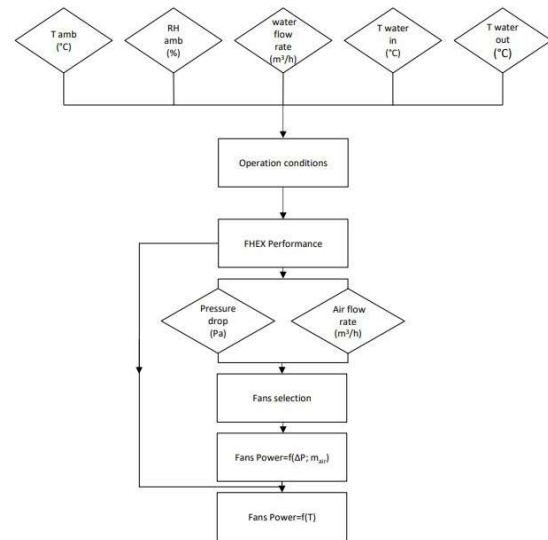 T amb
(°C)
RH
amb
(%)
water
flow
rate
(m³/h)
T water
in
(°C)
T water
out
(°C)
Operation conditions
FHEX Performance
Pressure
drop
(Pa)
Air flow
rate
(m³/h)
Fans selection
Fans Power=f(ΔP; mair)
Fans Power=f(T)